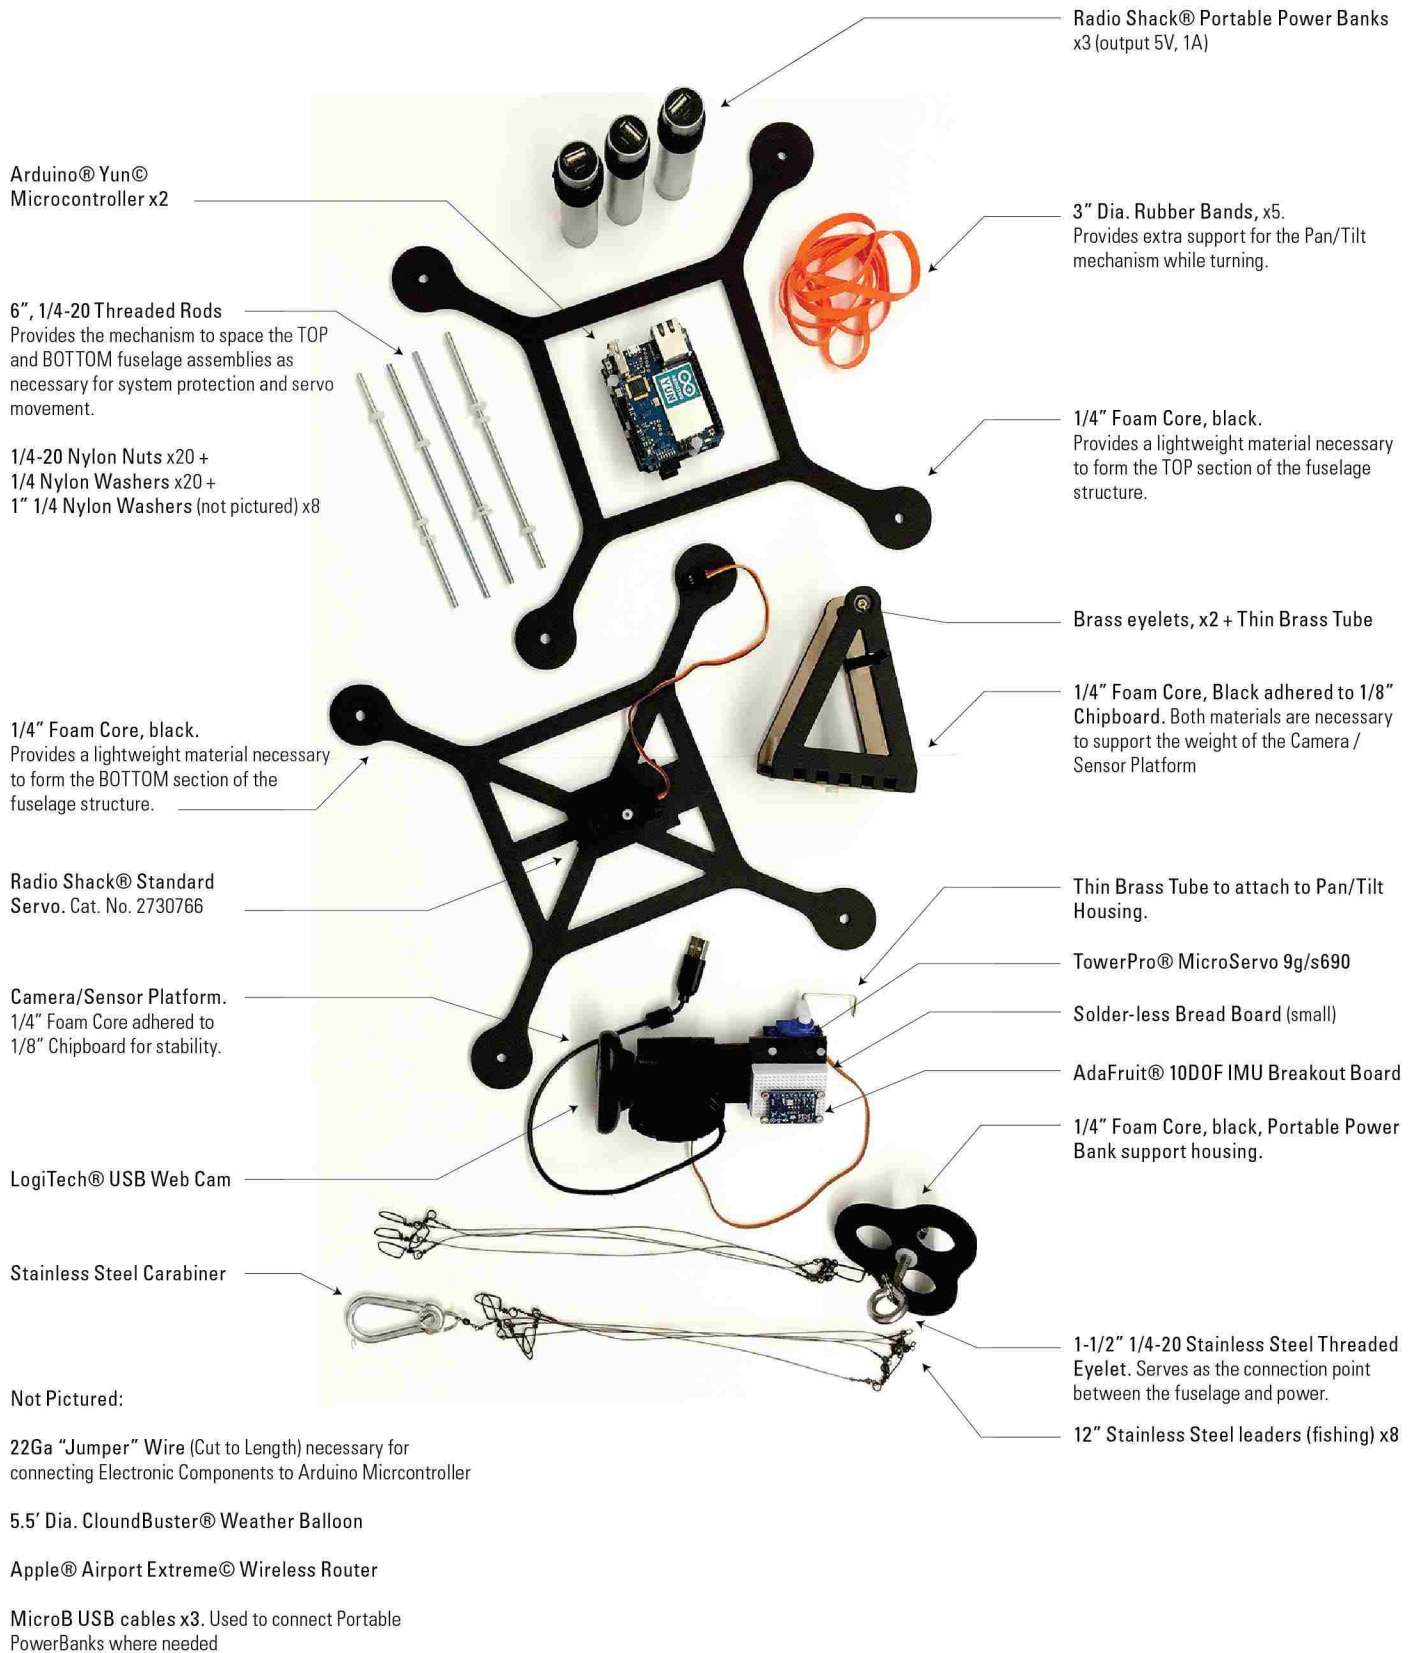 Radio Shack® Portable Power Banks
x3 (output 5V, 1A)
Arduino® Yun©
Microcontroller x2
3" Dia. Rubber Bands, x5.
Provides extra support for the Pan/Tilt
mechanism while turning.
6", 1/4-20 Threaded Rods
Provides the mechanism to space the TOP
and BOTTOM fuselage assemblies as
necessary for system protection and servo
movement.
1/4-20 Nylon Nuts x20 +
1/4 Nylon Washers x20 +
1" 1/4 Nylon Washers (not pictured) x8
YUN
1/4" Foam Core, black.
Provides a lightweight material necessary
to form the TOP section of the fuselage
structure.
Brass eyelets, x2 + Thin Brass Tube
1/4" Foam Core, Black adhered to 1/8"
Chipboard. Both materials are necessary
to support the weight of the Camera /
Sensor Platform
1/4" Foam Core, black.
Provides a lightweight material necessary
to form the BOTTOM section of the
fuselage structure.
Radio Shack® Standard
Servo. Cat. No. 2730766
Thin Brass Tube to attach to Pan/Tilt
Housing.
TowerPro® MicroServo 9g/s690
Camera/Sensor Platform.
1/4" Foam Core adhered to
1/8" Chipboard for stability.
Solder-less Bread Board (small)
AdaFruit® 10DOF IMU Breakout Board
1/4" Foam Core, black, Portable Power
Bank support housing.
LogiTech® USB Web Cam
Stainless Steel Carabiner
1-1/2" 1/4-20 Stainless Steel Threaded
Eyelet. Serves as the connection point
between the fuselage and power.
12" Stainless Steel leaders (fishing) x8
Not Pictured:
22Ga "Jumper" Wire (Cut to Length) necessary for
connecting Electronic Components to Arduino Micrcontroller
5.5' Dia. CloundBuster® Weather Balloon
Apple® Airport Extreme© Wireless Router
MicroB USB cables x3. Used to connect Portable
PowerBanks where needed